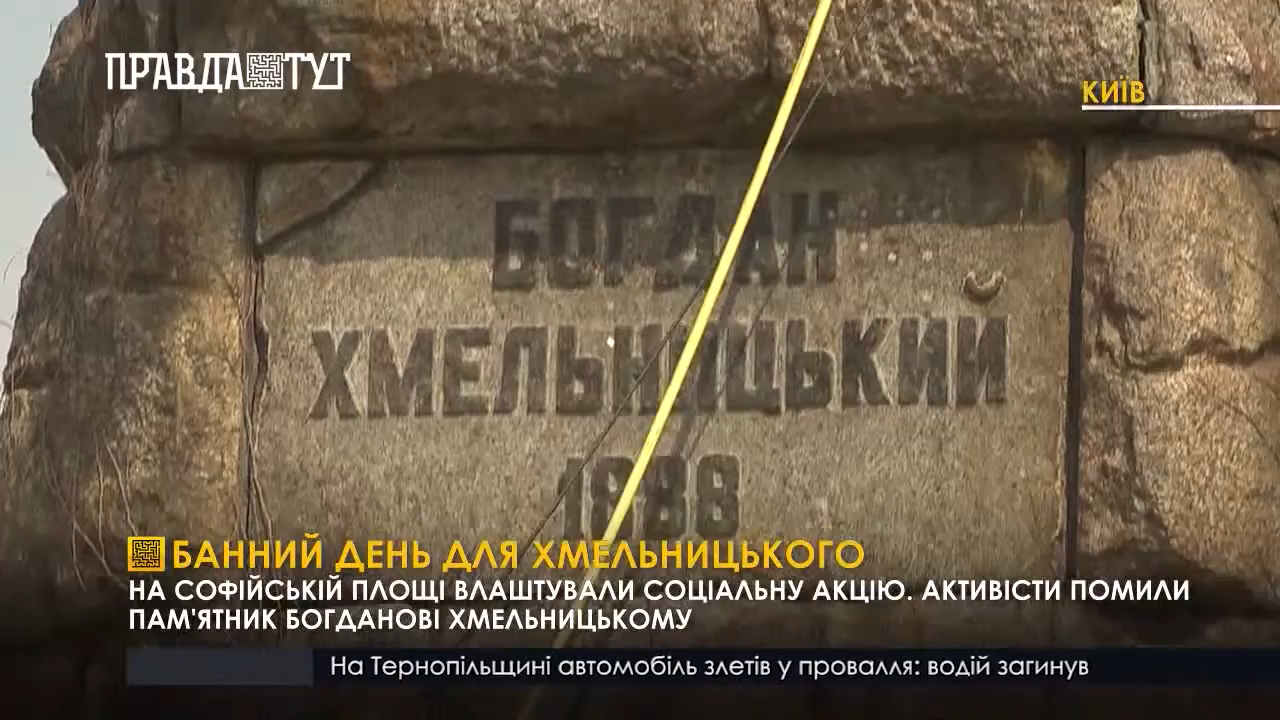 ПРАВДА ТУТ
КИЇВ
БОГДАН
ХМЕЛЬНИЦЬКИЙ
1888
БАННИЙ ДЕНЬ ДЛЯ ХМЕЛЬНИЦЬКОГО
НА СОФІЙСЬКІЙ ПЛОЩІ ВЛАШТУВАЛИ СОЦІАЛЬНУ АКЦІЮ. АКТИВІСТИ ПОМИЛИ
ПАМ'ЯТНИК БОГДАНОВІ ХМЕЛЬНИЦЬКОМУ
На Тернопільщині автомобіль злетів у провалля: водій загинув